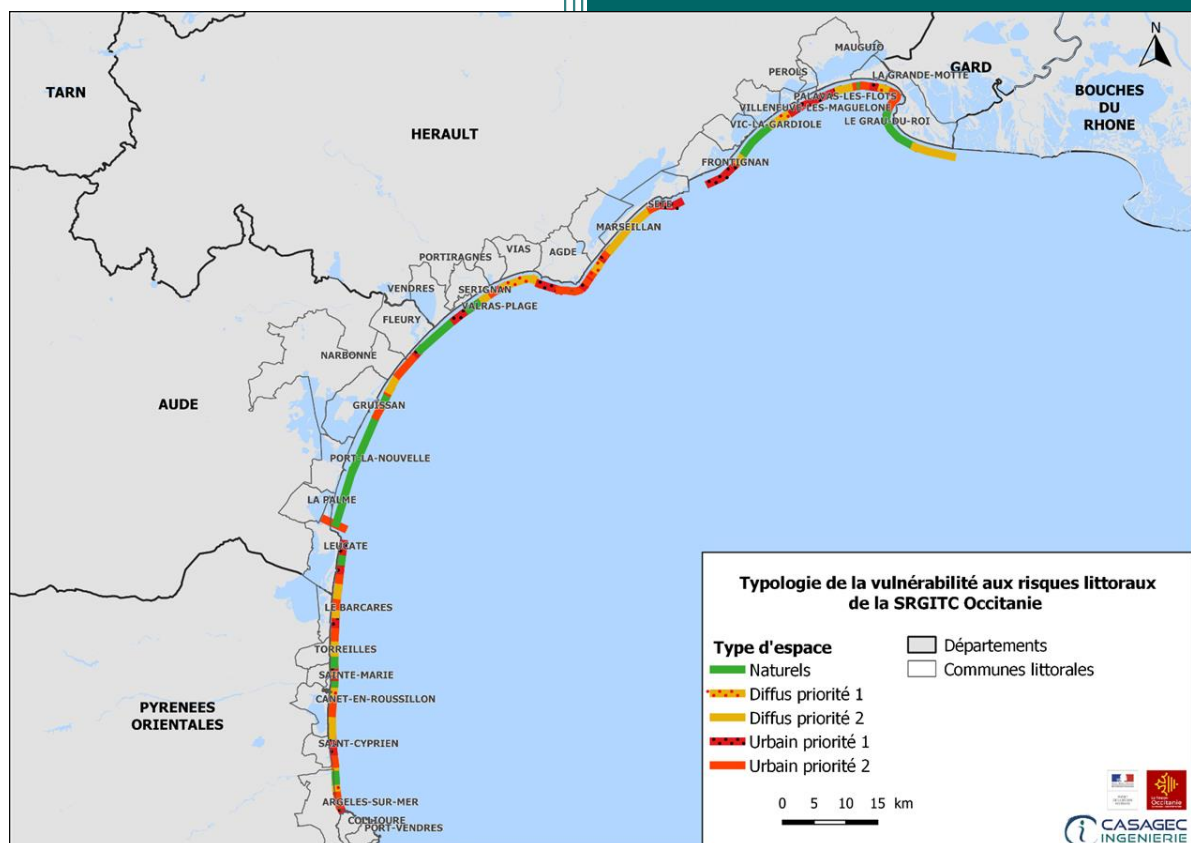 N
MAUGUIO
GARD
PEROLS
LA GRANDE-MOTTE
TARN
BOUCHES
DU
RHONE
PALAVAS-LES-FLOTS
VILLENEUVE-LES-MAGUELONE
HERAULT
VIC-LA-GARDIOLE
LE GRAU-DU-ROI
FRONTIGNAN
SETE
MARSEILLAN
VIAS
AGDE
PORTIRAGNES
VENDRES
SERIGNAN
VALRAS-PLAGE
FLEURY
NARBONNE
AUDE
GRUISSAN
PORT-LA-NOUVELLE
LA PALME
LEUCATE
LE BARCARES
TORREILLES
SAINTE-MARIE
CANET-EN-ROUSSILLON
PYRENEES
ORIENTALES
SAINT-CYPRIEN
ARGELES-SUR-MER
COLLIOURE
PORT-VENDRES
Typologie de la vulnérabilité aux risques littoraux
de la SRGITC Occitanie
Type d'espace
Naturels
Diffus priorité 1
Diffus priorité 2
Urbain priorité 1
Urbain priorité 2
Départements
Communes littorales
0 5 10 15 km
Occitanie
CASAGEC
INGENIERIE